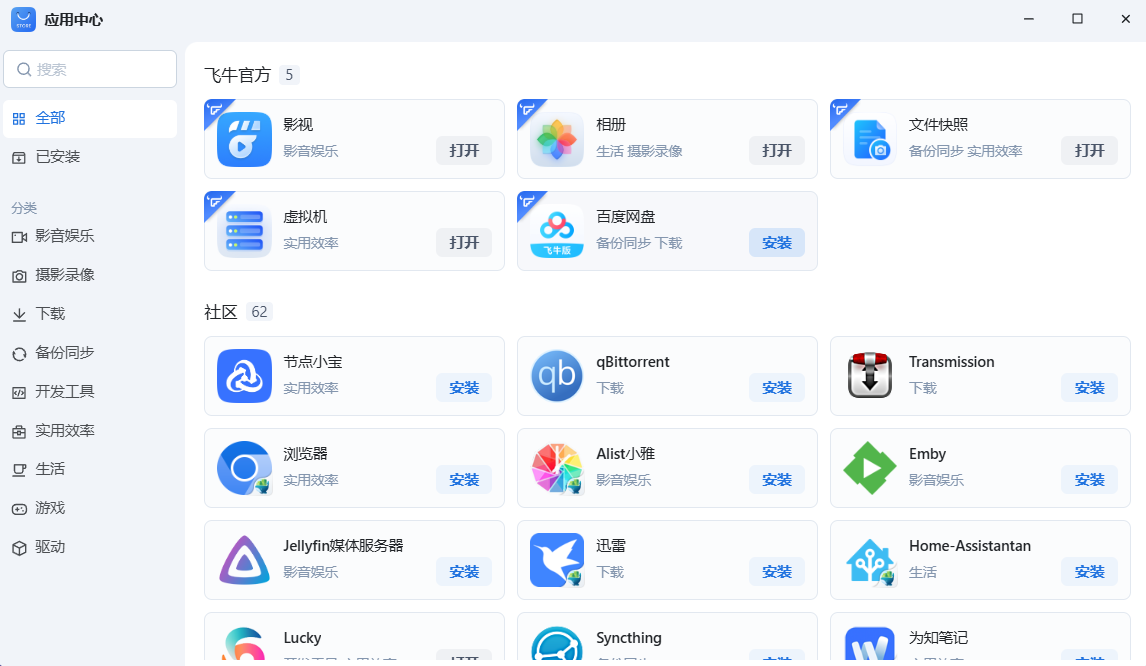 应用中心
搜索
全部
已安装
分类
影音娱乐
摄影录像
下载
备份同步
开发工具
实用效率
生活
游戏
驱动
飞牛官方 5
影视
影音娱乐
打开
相册
生活 摄影录像
打开
文件快照
备份同步 实用效率
打开
虚拟机
实用效率
打开
飞牛版
百度网盘
备份同步 下载
安装
社区 62
节点小宝
实用效率
安装
qb
qBittorrent
下载
安装
Transmission
下载
安装
浏览器
实用效率
安装
Alist小雅
影音娱乐
安装
Emby
影音娱乐
安装
Jellyfin媒体服务器
影音娱乐
安装
迅雷
下载
安装
Home-Assistantan
生活
安装
Lucky
Syncthing
为知笔记